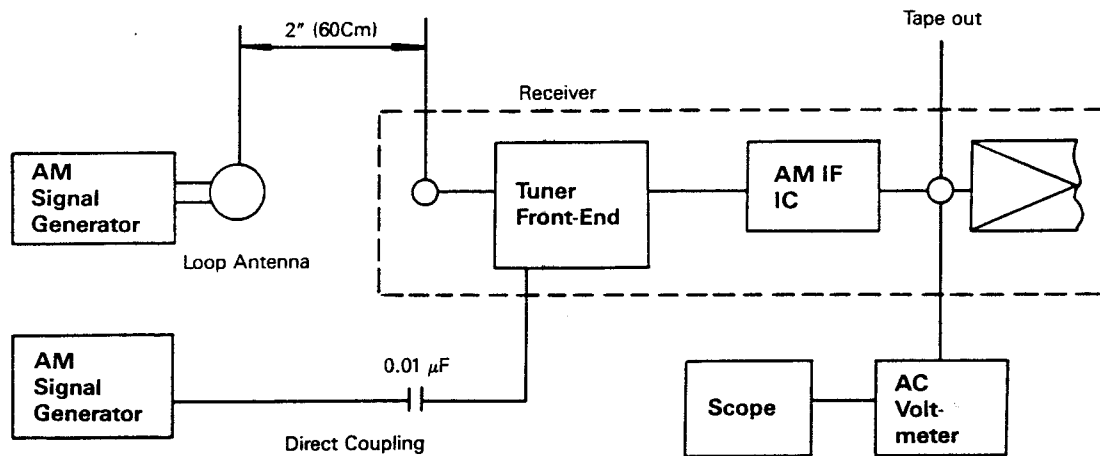 2" (60Cm)
Tape out
Receiver
AM
Signal
Generator
Loop Antenna
Tuner
Front-End
AM IF
IC
AM
Signal
Generator
0.01 µF
Direct Coupling
Scope
AC
Volt-
meter